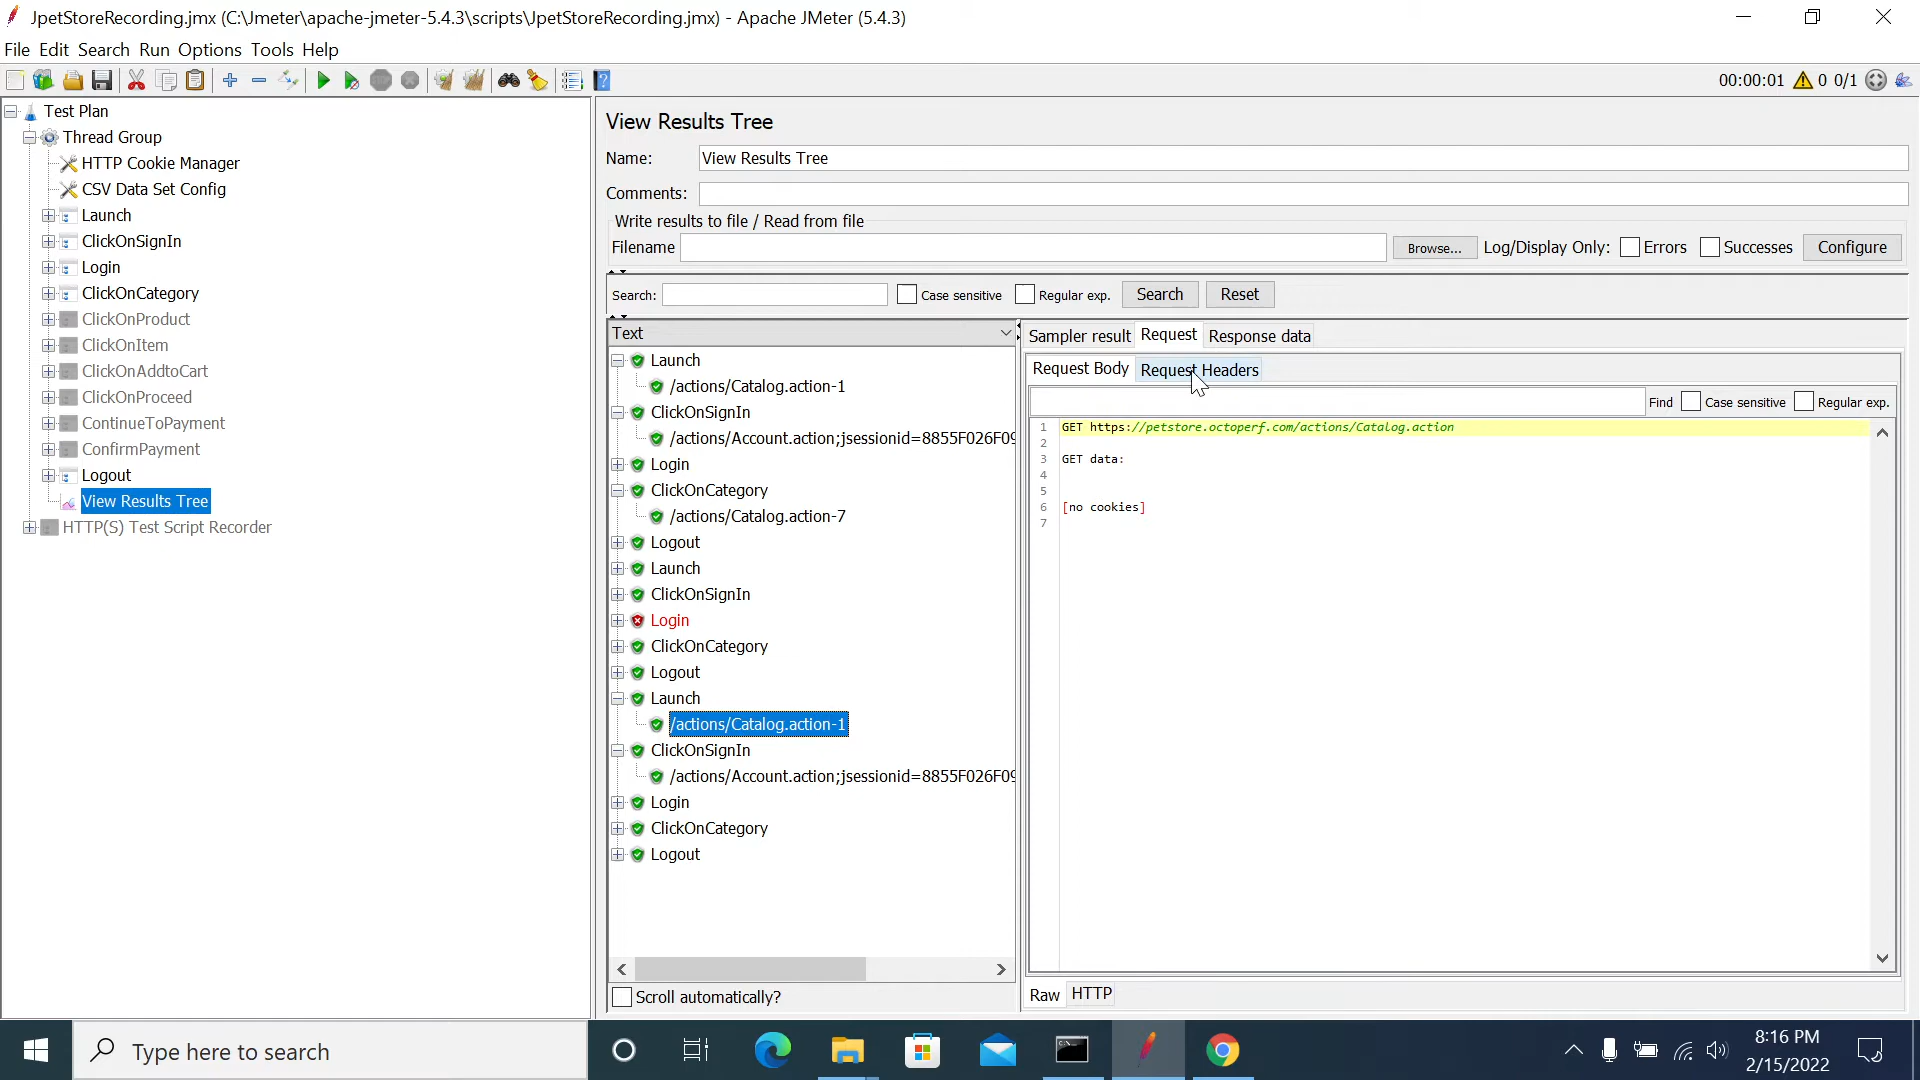 JpetStoreRecording.jmx (C:\Jmeter\apache-jmeter-5.4.3\scripts\JpetStoreRecording.jmx) - Apache JMeter (5.4.3)
File Edit Search Run Options Tools Help
00:00:01 0 0/1
Test Plan
Thread Group
HTTP Cookie Manager
CSV Data Set Config
Launch
ClickOnSignIn
Login
ClickOnCategory
ClickOnProduct
ClickOnItem
ClickOnAddtoCart
ClickOnProceed
ContinueToPayment
ConfirmPayment
Logout
View Results Tree
HTTP(S) Test Script Recorder
View Results Tree
Name: View Results Tree
Comments:
Write results to file / Read from file
Filename Browse... Log/Display Only: Errors Successes Configure
Search: Case sensitive Regular exp. Search Reset
Text
Launch
/actions/Catalog.action-1
ClickOnSignIn
/actions/Account.action;jsessionid=8855F026F09
Login
ClickOnCategory
/actions/Catalog.action-7
Logout
Launch
ClickOnSignIn
Login
ClickOnCategory
Logout
Launch
/actions/Catalog.action-1
ClickOnSignIn
/actions/Account.action;jsessionid=8855F026F09
Login
ClickOnCategory
Logout
Scroll automatically?
Sampler result Request Response data
Request Body Request Headers
Find Case sensitive Regular exp.
1 GET https://petstore.octoperf.com/actions/Catalog.action
2
3 GET data:
4
5
6 [no cookies]
7
Raw HTTP
Type here to search
8:16 PM
2/15/2022